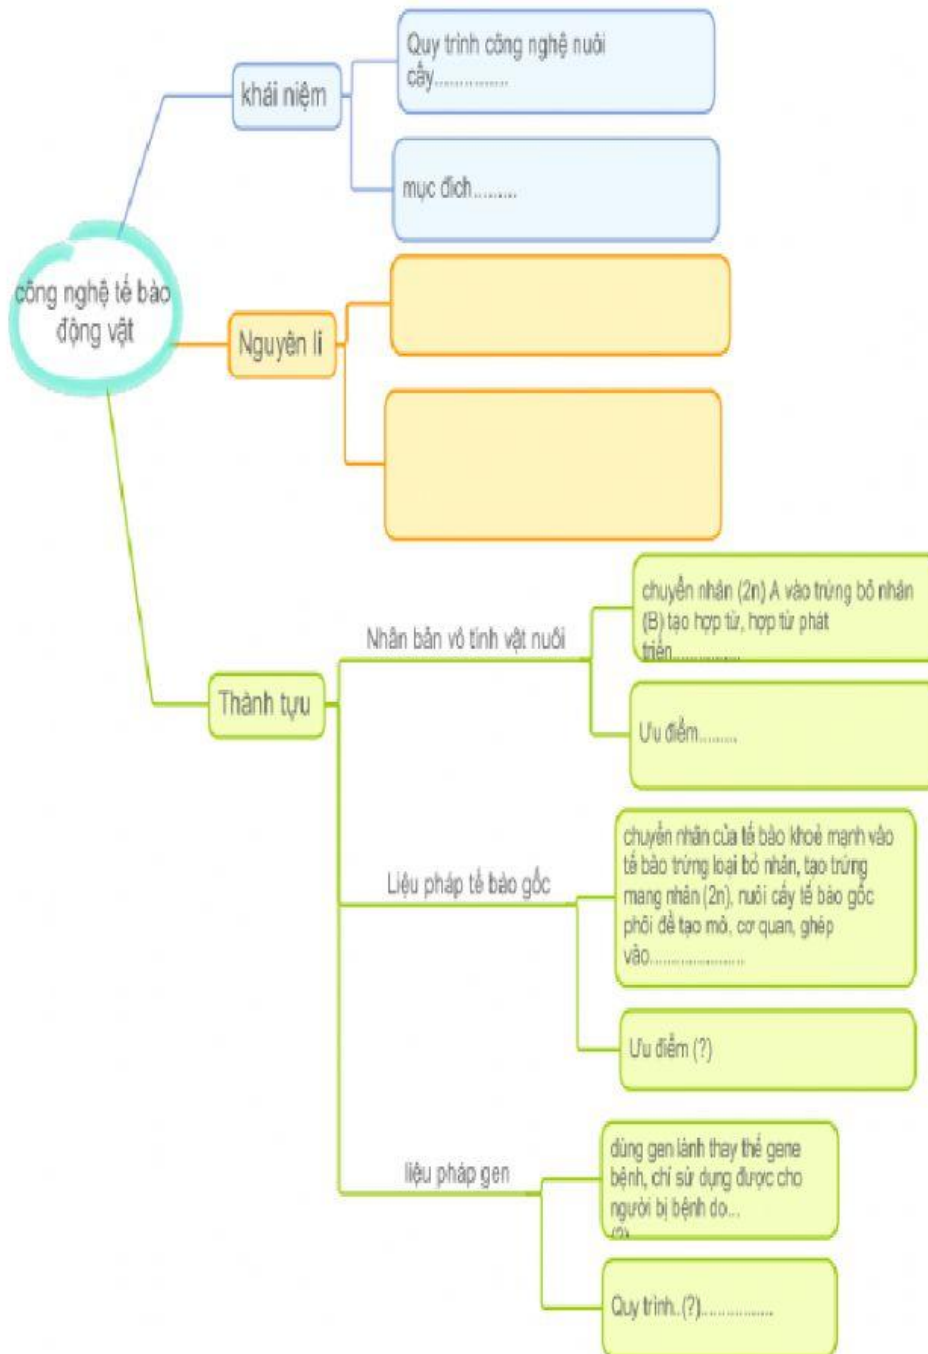 Quy trình công nghệ nuôi
cấy...............
khái niệm
mục đích.........
công nghệ tế bào
động vật
Nguyên lí
chuyển nhân (2n) A vào trứng bỏ nhân
(B) tạo hợp tử, hợp tử phát
triển...............
Nhân bản vô tính vật nuôi
Thành tựu
Ưu điểm.........
chuyển nhân của tế bào khoẻ mạnh vào
tế bào trứng loại bỏ nhân, tạo trứng
mang nhân (2n), nuôi cấy tế bào gốc
phôi để tạo mô, cơ quan, ghép
vào.....................
Liệu pháp tế bào gốc
Ưu điểm (?)
dùng gen lành thay thế gene
bệnh, chỉ sử dụng được cho
người bị bệnh do...
(?)
liệu pháp gen
Quy trình..(?)................